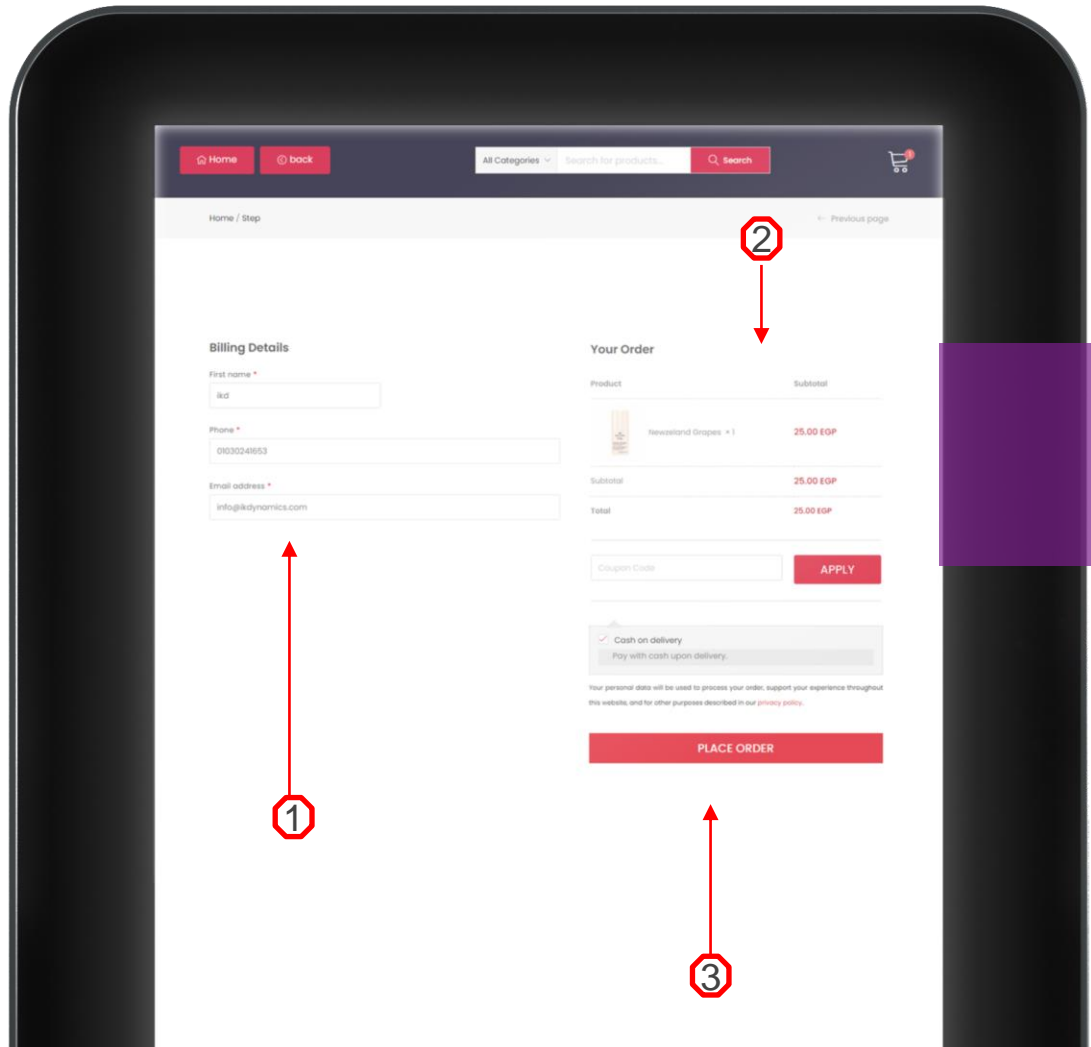 Home
back
All Categories
Search for products...
Search
1
Home / Step
← Previous page
2
Billing Details
First name *
ikd
Phone *
01030241653
Email address *
info@ikdynamics.com
Your Order
Product Subtotal
Newzeland Grapes × 1 25.00 EGP
Subtotal 25.00 EGP
Total 25.00 EGP
Coupon Code
APPLY
Cash on delivery
Pay with cash upon delivery.
Your personal data will be used to process your order, support your experience throughout
this website, and for other purposes described in our privacy policy.
PLACE ORDER
1
3